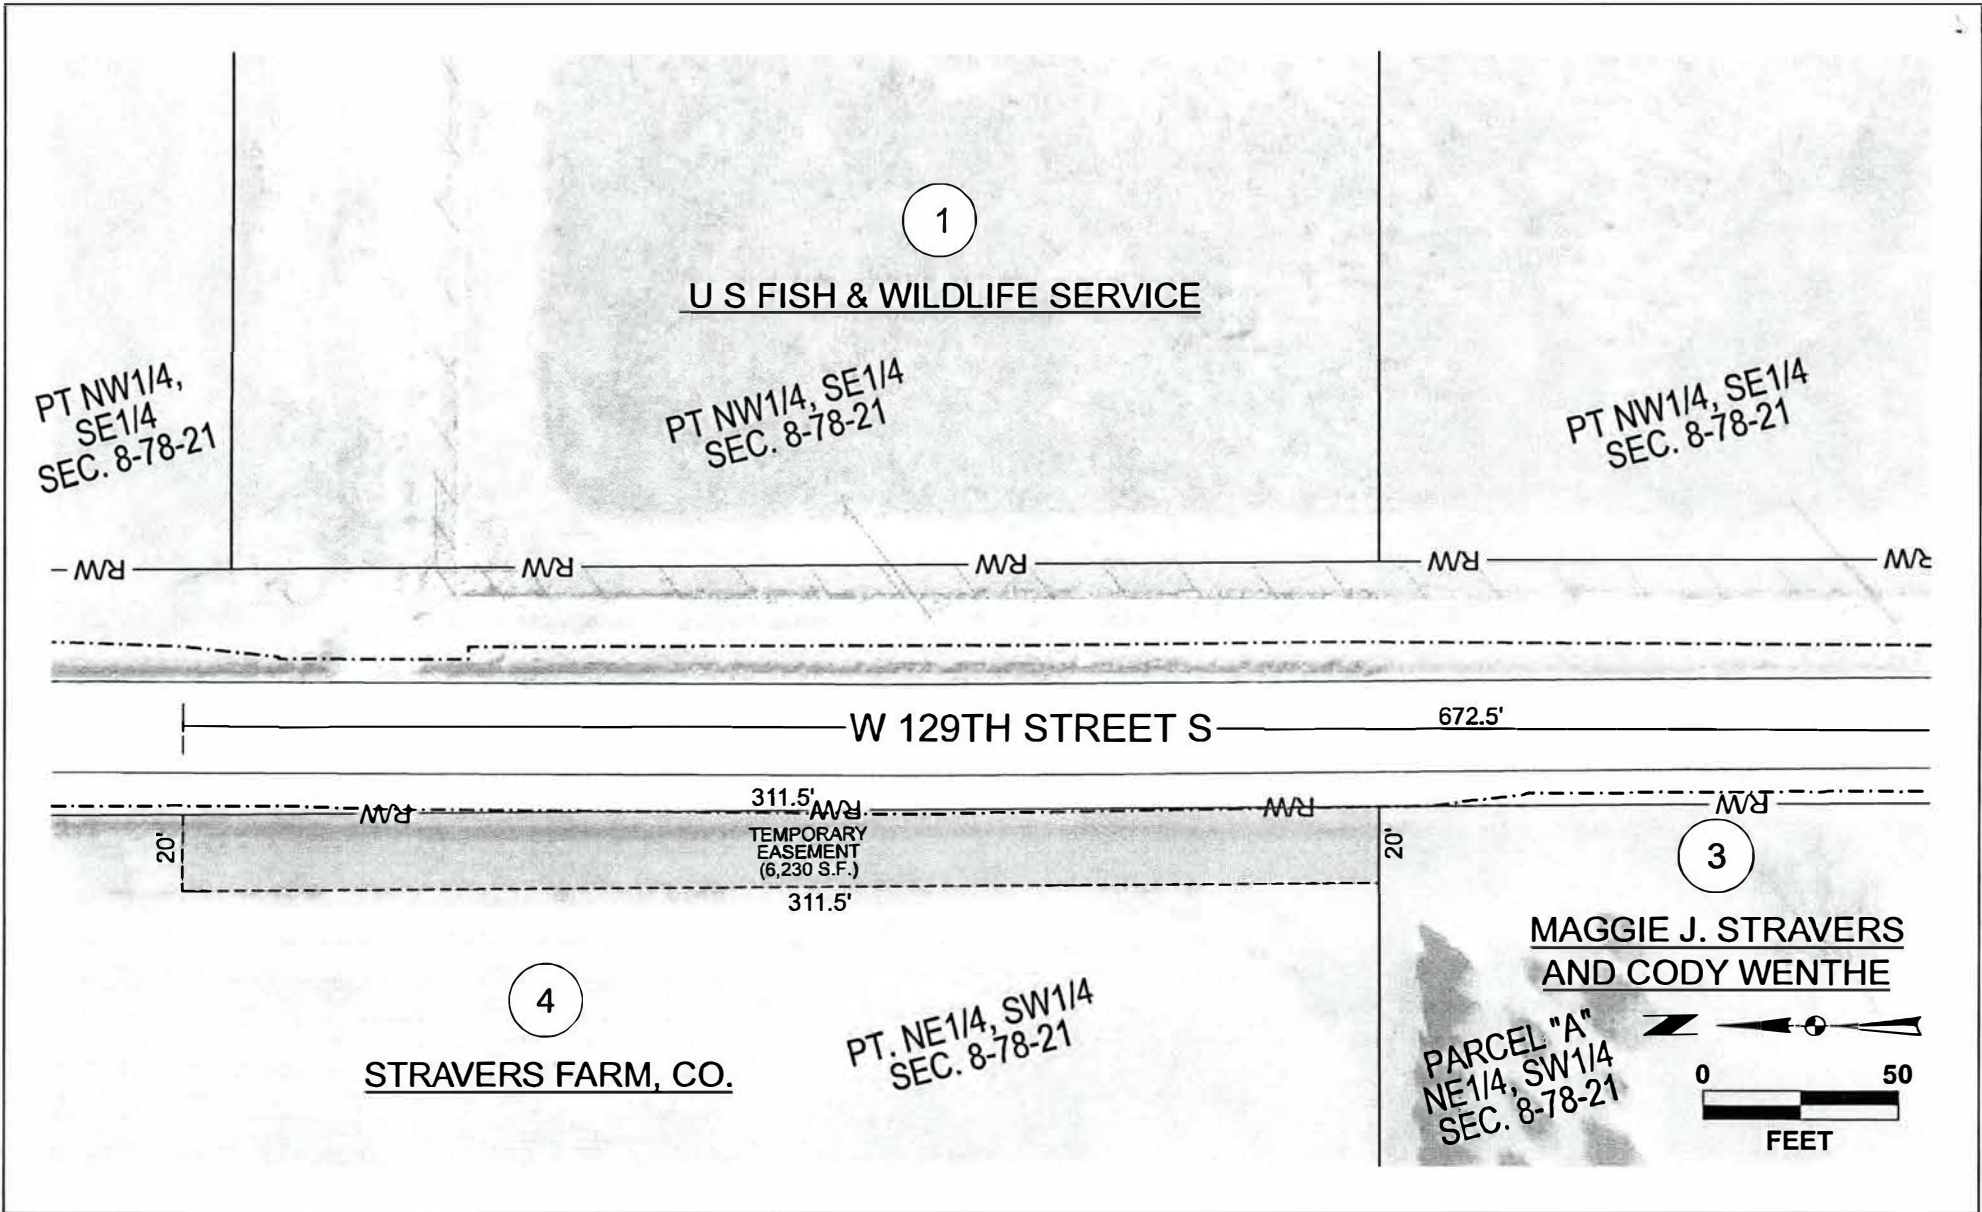 1
U S FISH & WILDLIFE SERVICE
PT NW1/4,
SE1/4
SEC. 8-78-21
PT NW1/4, SE1/4
SEC. 8-78-21
PT NW1/4, SE1/4
SEC. 8-78-21
R/W
R/W
R/W
R/W
R/W
W 129TH STREET S
672.5'
311.5'
R/W
R/W
R/W
R/W
20'
TEMPORARY
EASEMENT
(6,230 S.F.)
311.5'
20'
3
MAGGIE J. STRAVERS
AND CODY WENTHE
4
STRAVERS FARM, CO.
PT. NE1/4, SW1/4
SEC. 8-78-21
PARCEL "A"
NE1/4, SW1/4
SEC. 8-78-21
N
0 50
FEET